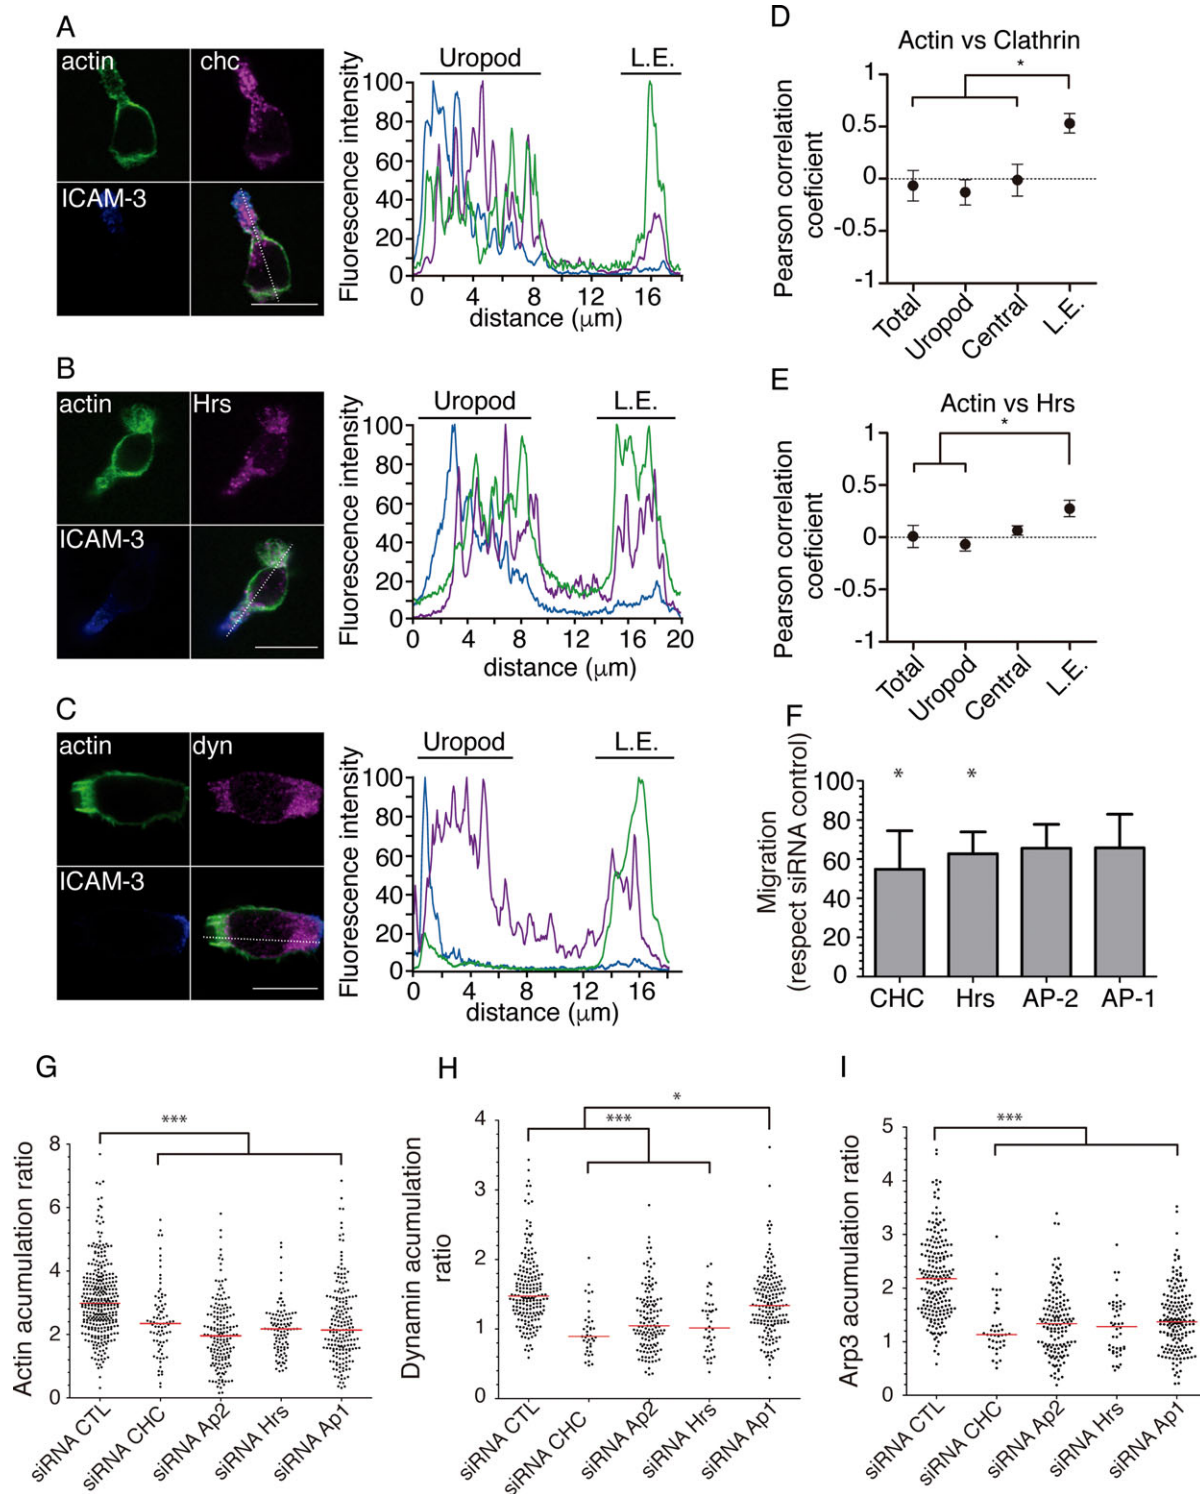 A
actin
chc
ICAM-3
Uropod
L.E.
Fluorescence intensity
100
80
60
40
20
0
0 4 8 12 16
distance (μm)
B
actin
Hrs
ICAM-3
Uropod
L.E.
Fluorescence intensity
100
80
60
40
20
0
0 4 8 12 16 20
distance (μm)
C
actin
dyn
ICAM-3
Uropod
L.E.
Fluorescence intensity
100
80
60
40
20
0
0 4 8 12 16
distance (μm)
D
Actin vs Clathrin
*
Pearson correlation
coeficient
1
0.5
0
-0.5
-1
Total
Uropod
Central
L.E.
E
Actin vs Hrs
*
Pearson correlation
coeficient
1
0.5
0
-0.5
-1
Total
Uropod
Central
L.E.
F
Migration
(respect siRNA control)
100
80
60
40
20
0
* *
CHC Hrs AP-2 AP-1
G
***
Actin acumulation ratio
8
6
4
2
0
siRNA CTL
siRNA CHC
siRNA Ap2
siRNA Hrs
siRNA Ap1
H
*
***
Dynamin acumulation
ratio
4
3
2
1
0
siRNA CTL
siRNA CHC
siRNA Ap2
siRNA Hrs
siRNA Ap1
I
***
Arp3 acumulation ratio
5
4
3
2
1
0
siRNA CTL
siRNA CHC
siRNA Ap2
siRNA Hrs
siRNA Ap1